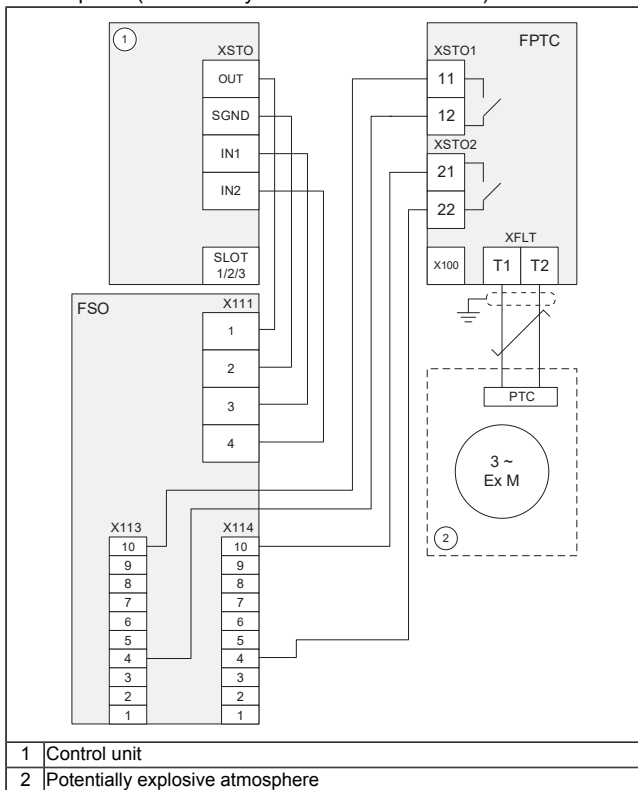 1
XSTO
OUT
SGND
IN1
IN2
SLOT
1/2/3
FPTC
XSTO1
11
12
XSTO2
21
22
XFLT
X100
T1 T2
PTC
3 ~
Ex M
2
FSO
X111
1
2
3
4
X113
10
9
8
7
6
5
4
3
2
1
X114
10
9
8
7
6
5
4
3
2
1
1 Control unit
2 Potentially explosive atmosphere